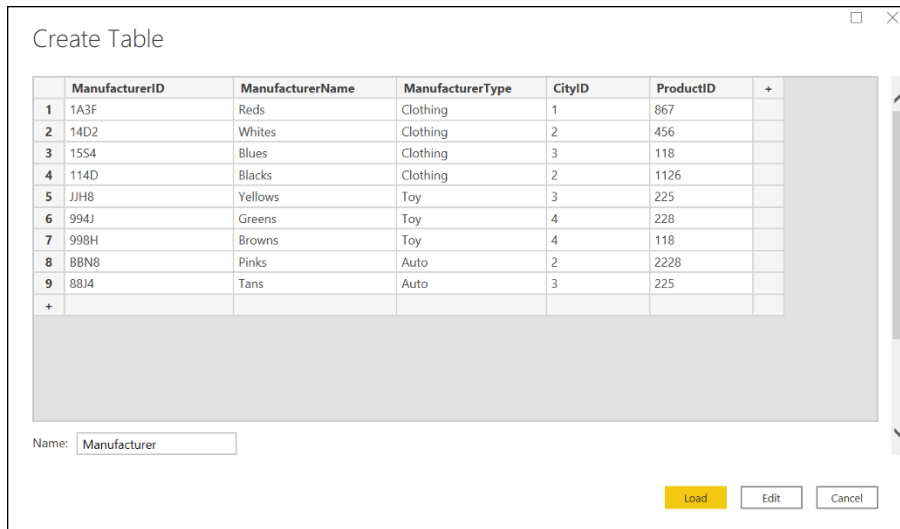 Create Table
ManufacturerID ManufacturerName ManufacturerType CityID ProductID +
1 1A3F Reds Clothing 1 867
2 14D2 Whites Clothing 2 456
3 15S4 Blues Clothing 3 118
4 114D Blacks Clothing 2 1126
5 JJH8 Yellows Toy 3 225
6 994J Greens Toy 4 228
7 998H Browns Toy 4 118
8 BBN8 Pinks Auto 2 2228
9 88J4 Tans Auto 3 225
+
Name: Manufacturer
Load Edit Cancel